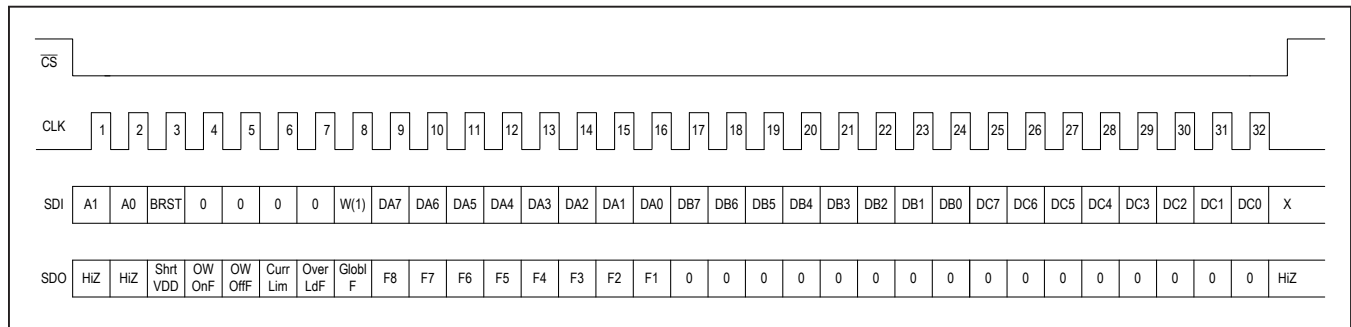 CS
CLK 1 2 3 4 5 6 7 8 9 10 11 12 13 14 15 16 17 18 19 20 21 22 23 24 25 26 27 28 29 30 31 32
SDI A1 A0 BRST 0 0 0 0 W(1) DA7 DA6 DA5 DA4 DA3 DA2 DA1 DA0 DB7 DB6 DB5 DB4 DB3 DB2 DB1 DB0 DC7 DC6 DC5 DC4 DC3 DC2 DC1 DC0 X
SDO HiZ HiZ Shrt VDD OW OnF OW OffF Curr Lim Over LdF Globl F F8 F7 F6 F5 F4 F3 F2 F1 0 0 0 0 0 0 0 0 0 0 0 0 0 0 0 0 HiZ